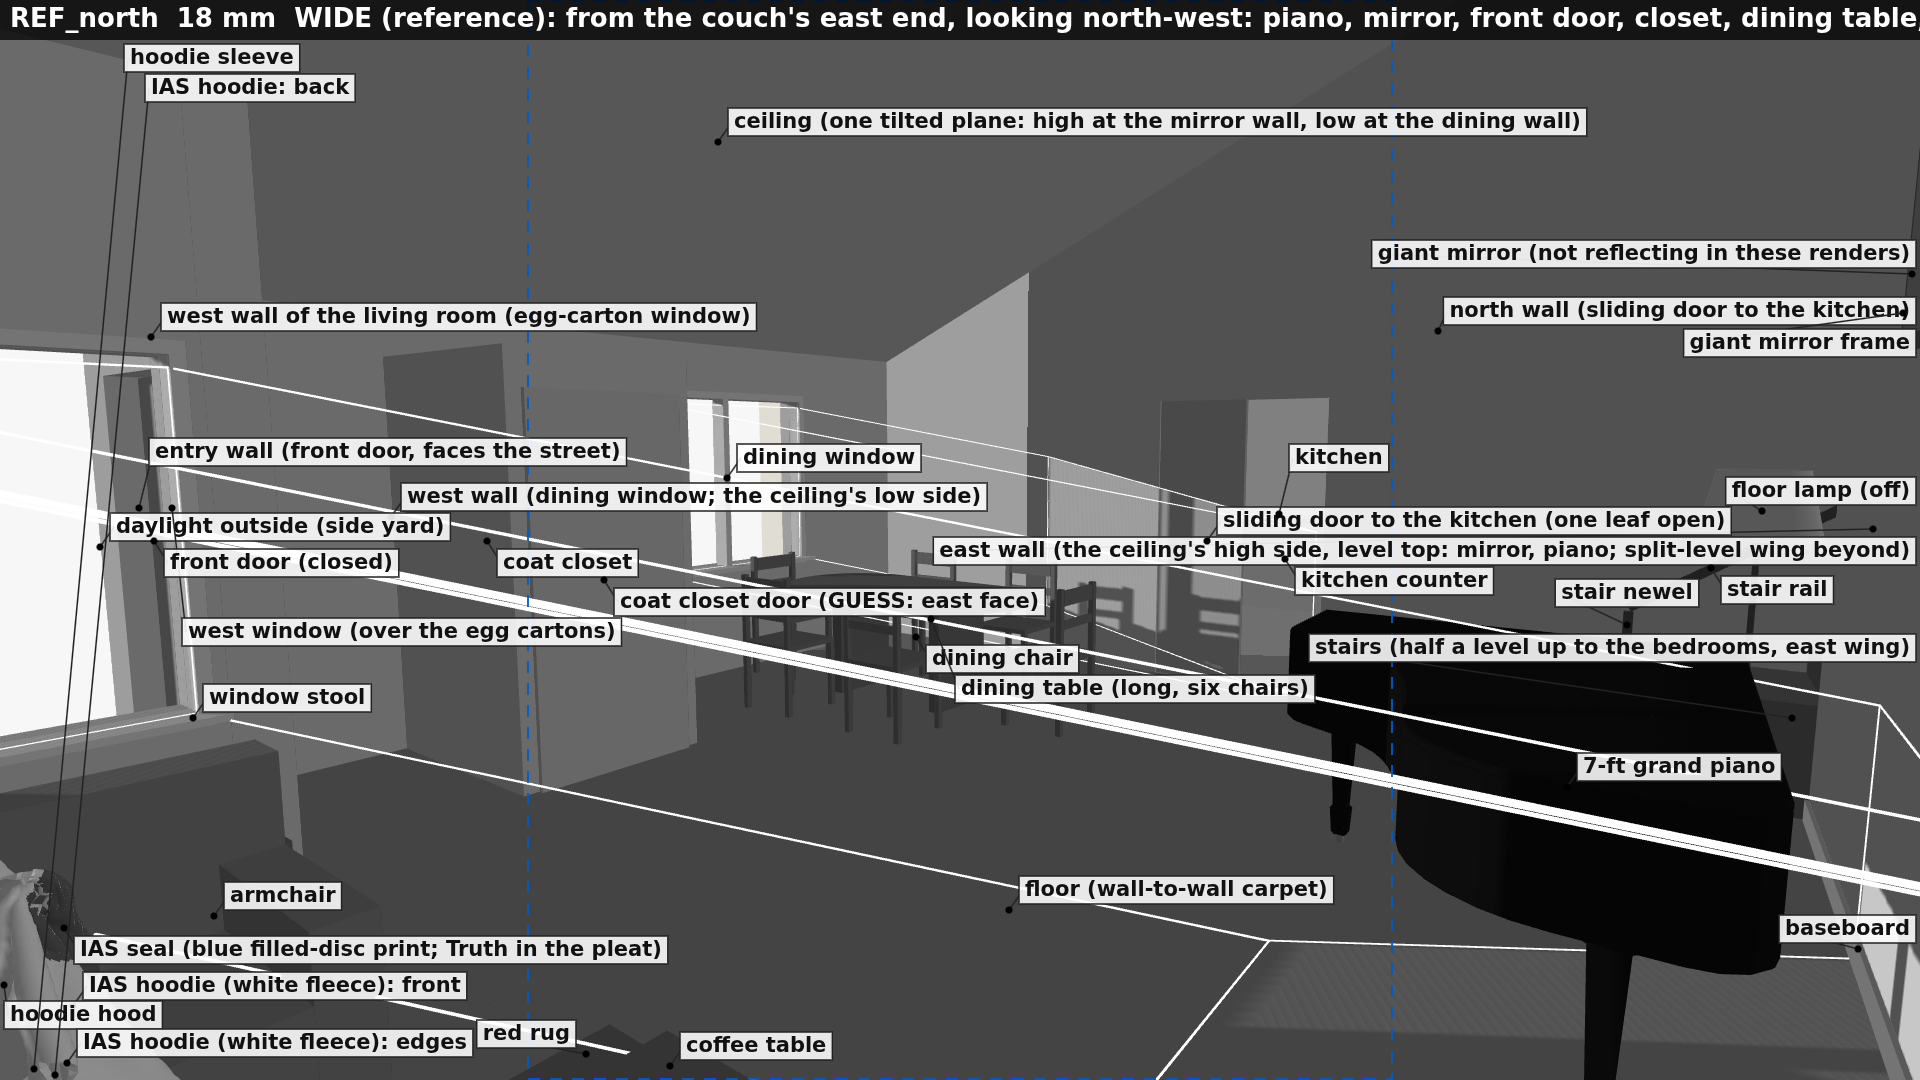 REF_north 18 mm WIDE (reference): from the couch's east end, looking north-west: piano, mirror, front door, closet, dining table,
hoodie sleeve
IAS hoodie: back
ceiling (one tilted plane: high at the mirror wall, low at the dining wall)
giant mirror (not reflecting in these renders)
north wall (sliding door to the kitchen)
west wall of the living room (egg-carton window)
giant mirror frame
entry wall (front door, faces the street)
dining window
kitchen
west wall (dining window; the ceiling's low side)
floor lamp (off)
daylight outside (side yard)
sliding door to the kitchen (one leaf open)
east wall (the ceiling's high side, level top: mirror, piano; split-level wing beyond)
front door (closed)
coat closet
kitchen counter
stair newel
stair rail
coat closet door (GUESS: east face)
west window (over the egg cartons)
stairs (half a level up to the bedrooms, east wing)
dining chair
dining table (long, six chairs)
window stool
7-ft grand piano
armchair
floor (wall-to-wall carpet)
baseboard
IAS seal (blue filled-disc print; Truth in the pleat)
IAS hoodie (white fleece): front
hoodie hood
red rug
IAS hoodie (white fleece): edges
coffee table